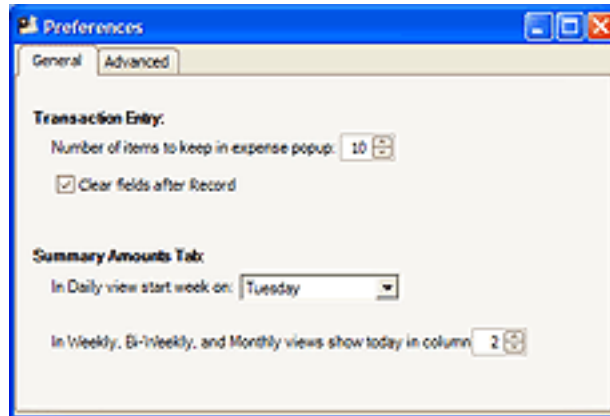 Preferences
General Advanced
Transaction Entry:
Number of items to keep in expense popup: 10
Clear fields after Record
Summary Amounts Tab:
In Daily view start week on: Tuesday
In Weekly, Bi-Weekly, and Monthly views show today in column 2